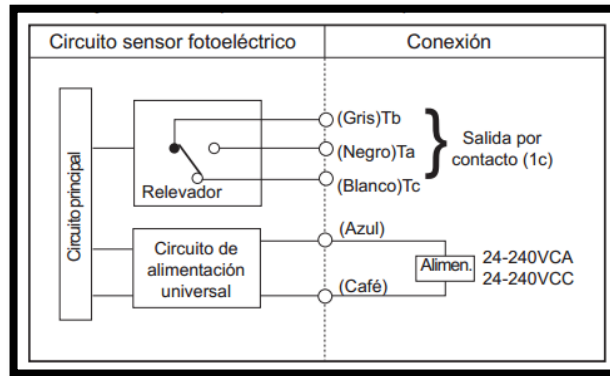 Circuito sensor fotoeléctrico
Conexión
Circuito principal
Relevador
(Gris)Tb
(Negro)Ta
(Blanco)Tc
Salida por
contacto (1c)
Circuito de
alimentación
universal
(Azul)
(Café)
Alimen.
24-240VCA
24-240VCC